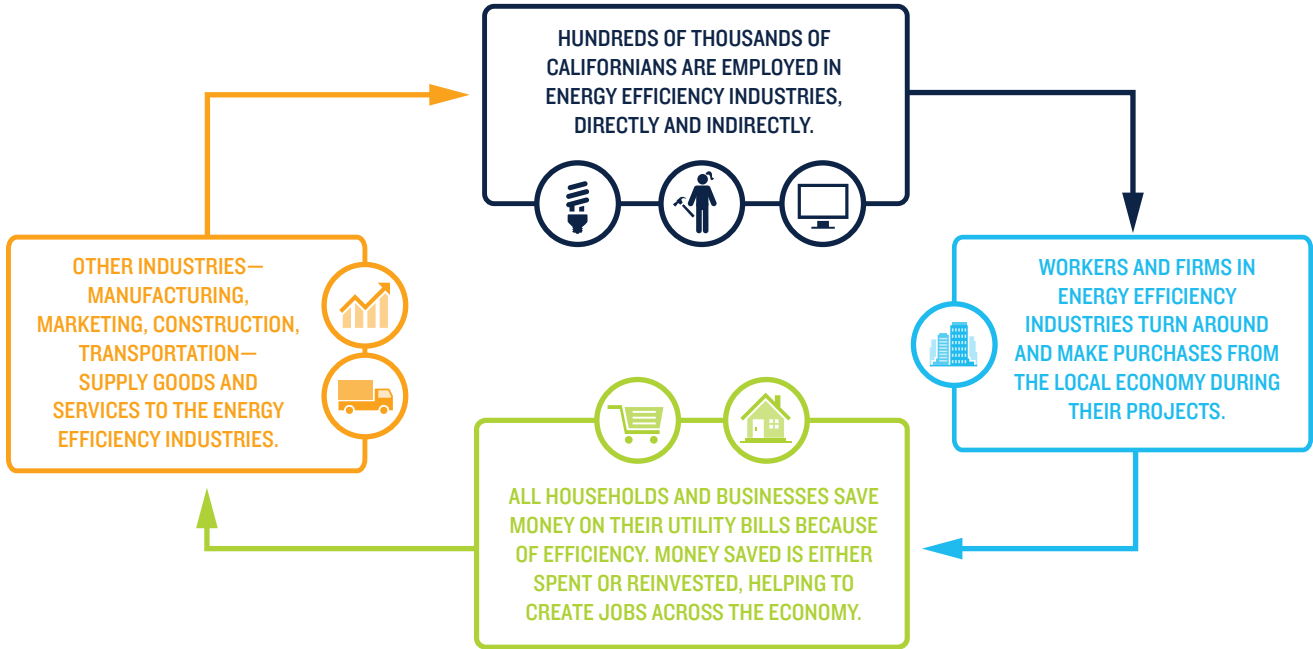 HUNDREDS OF THOUSANDS OF
CALIFORNIANS ARE EMPLOYED IN
ENERGY EFFICIENCY INDUSTRIES,
DIRECTLY AND INDIRECTLY.
WORKERS AND FIRMS IN
ENERGY EFFICIENCY
INDUSTRIES TURN AROUND
AND MAKE PURCHASES FROM
THE LOCAL ECONOMY DURING
THEIR PROJECTS.
ALL HOUSEHOLDS AND BUSINESSES SAVE
MONEY ON THEIR UTILITY BILLS BECAUSE
OF EFFICIENCY. MONEY SAVED IS EITHER
SPENT OR REINVESTED, HELPING TO
CREATE JOBS ACROSS THE ECONOMY.
OTHER INDUSTRIES—
MANUFACTURING,
MARKETING, CONSTRUCTION,
TRANSPORTATION—
SUPPLY GOODS AND
SERVICES TO THE ENERGY
EFFICIENCY INDUSTRIES.